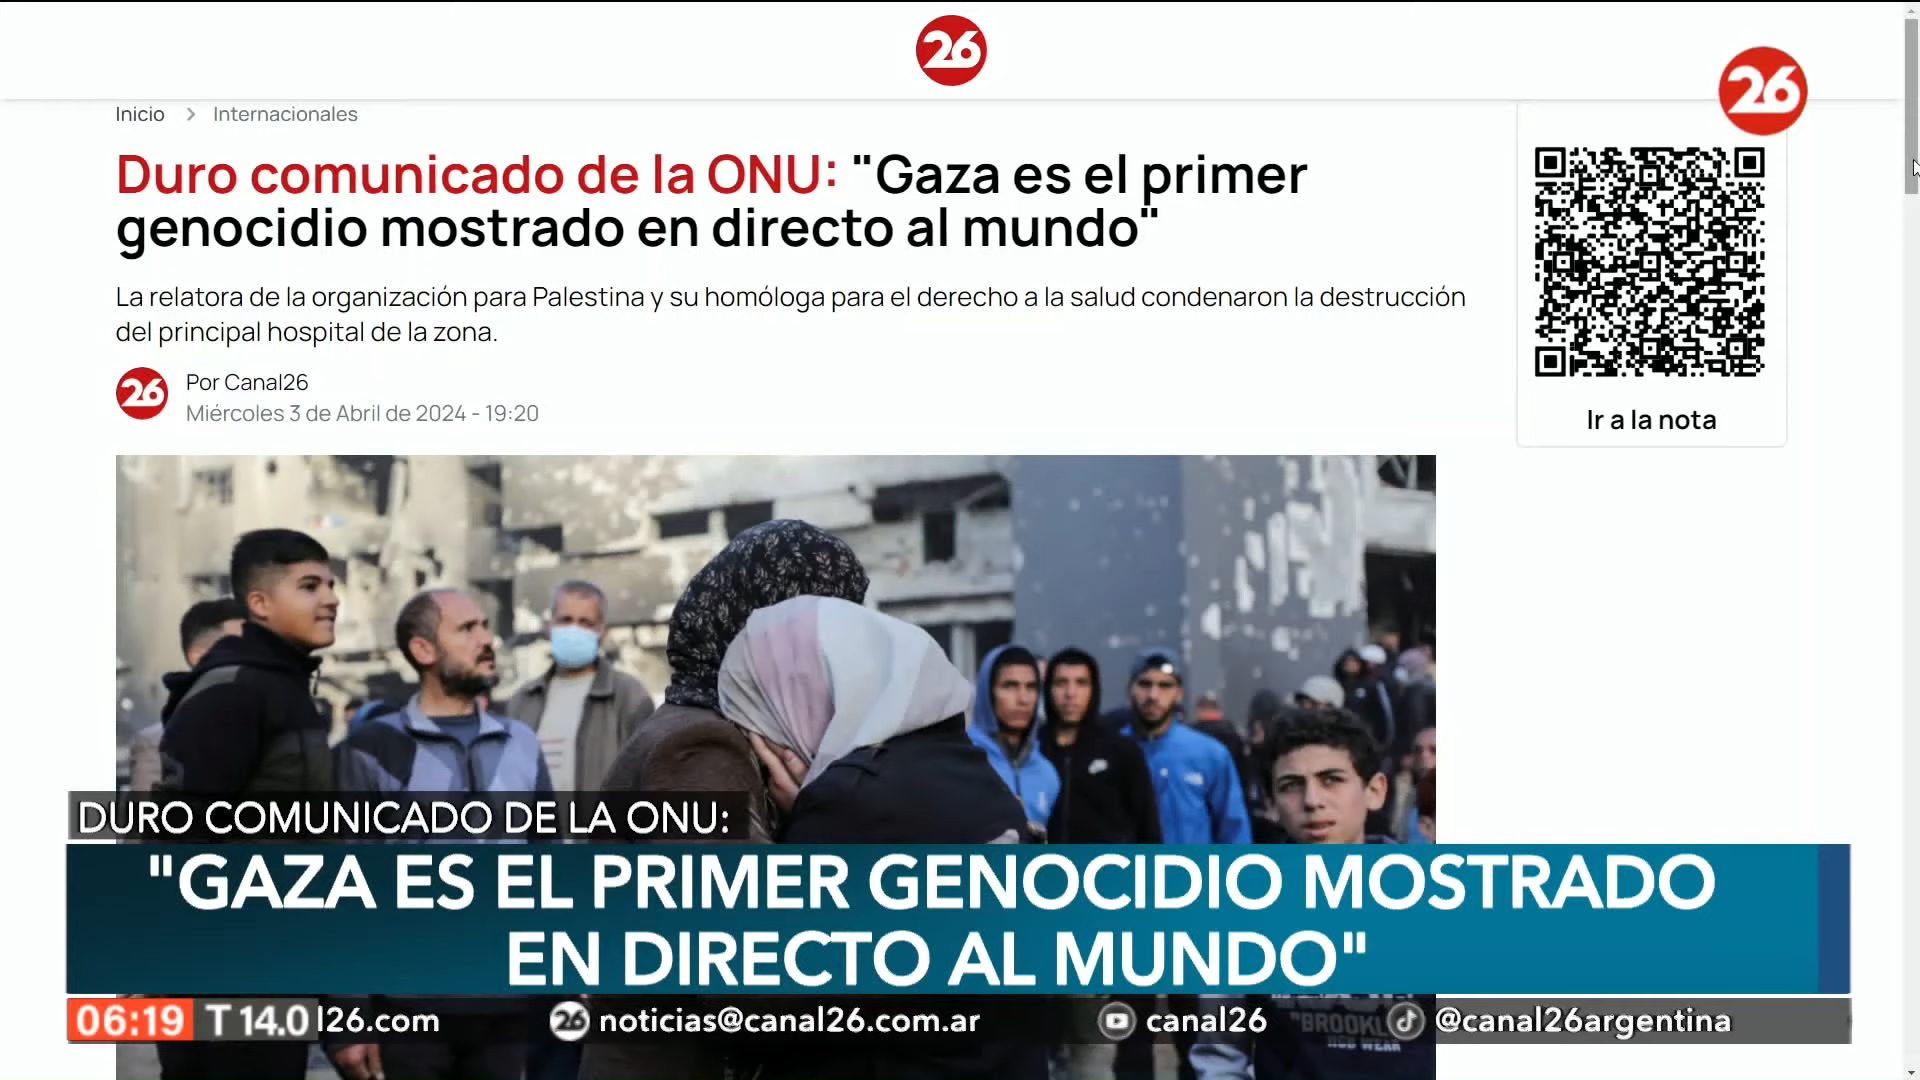 26
26
Inicio > Internacionales
Duro comunicado de la ONU: "Gaza es el primer
genocidio mostrado en directo al mundo"
La relatora de la organización para Palestina y su homóloga para el derecho a la salud condenaron la destrucción
del principal hospital de la zona.
26
Por Canal26
Miércoles 3 de Abril de 2024 - 19:20
Ir a la nota
DURO COMUNICADO DE LA ONU:
"GAZA ES EL PRIMER GENOCIDIO MOSTRADO
EN DIRECTO AL MUNDO"
06:19 T 14.0 l26.com 26 noticias@canal26.com.ar canal26 @canal26argentina